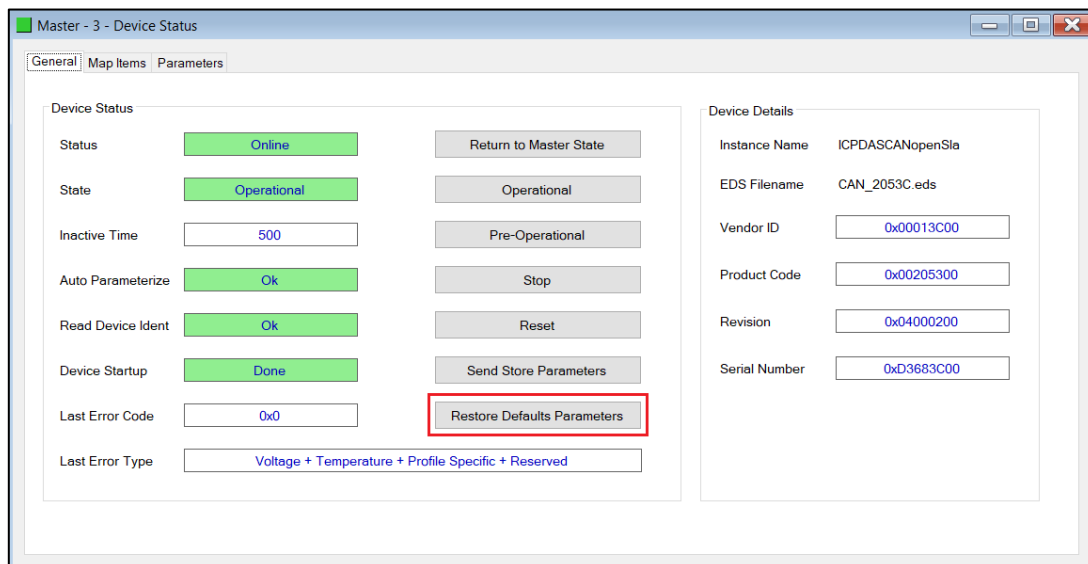 Master - 3 - Device Status
General Map Items Parameters
Device Status
Status Online Return to Master State
State Operational Operational
Inactive Time 500 Pre-Operational
Auto Parameterize Ok Stop
Read Device Ident Ok Reset
Device Startup Done Send Store Parameters
Last Error Code 0x0 Restore Defaults Parameters
Last Error Type Voltage + Temperature + Profile Specific + Reserved
Device Details
Instance Name ICPDASCANopenSla
EDS Filename CAN_2053C.eds
Vendor ID 0x00013C00
Product Code 0x00205300
Revision 0x04000200
Serial Number 0xD3683C00